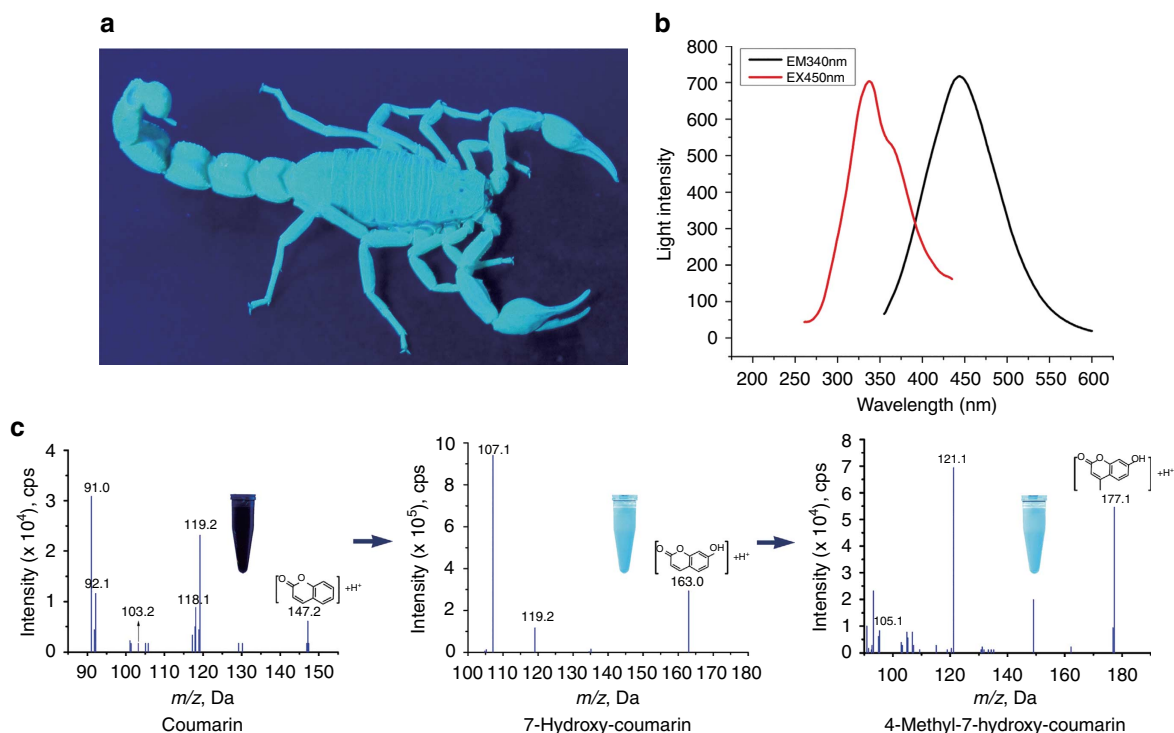 a
b
EM340nm
EX450nm
800
700
600
500
400
300
200
100
0
Light intensity
200 250 300 350 400 450 500 550 600
Wavelength (nm)
c
4
3
2
1
0
Intensity (x 10⁴), cps
91.0
92.1
103.2
118.1
119.2
O O
+H⁺
147.2
90 100 110 120 130 140 150
m/z, Da
Coumarin
10
8
6
4
2
0
Intensity (x 10⁵), cps
107.1
119.2
O O OH
+H⁺
163.0
100 110 120 130 140 150 160 170 180
m/z, Da
7-Hydroxy-coumarin
8
7
6
5
4
3
2
1
0
Intensity (x 10⁴), cps
105.1
121.1
O O OH
+H⁺
177.1
100 120 140 160 180
m/z, Da
4-Methyl-7-hydroxy-coumarin